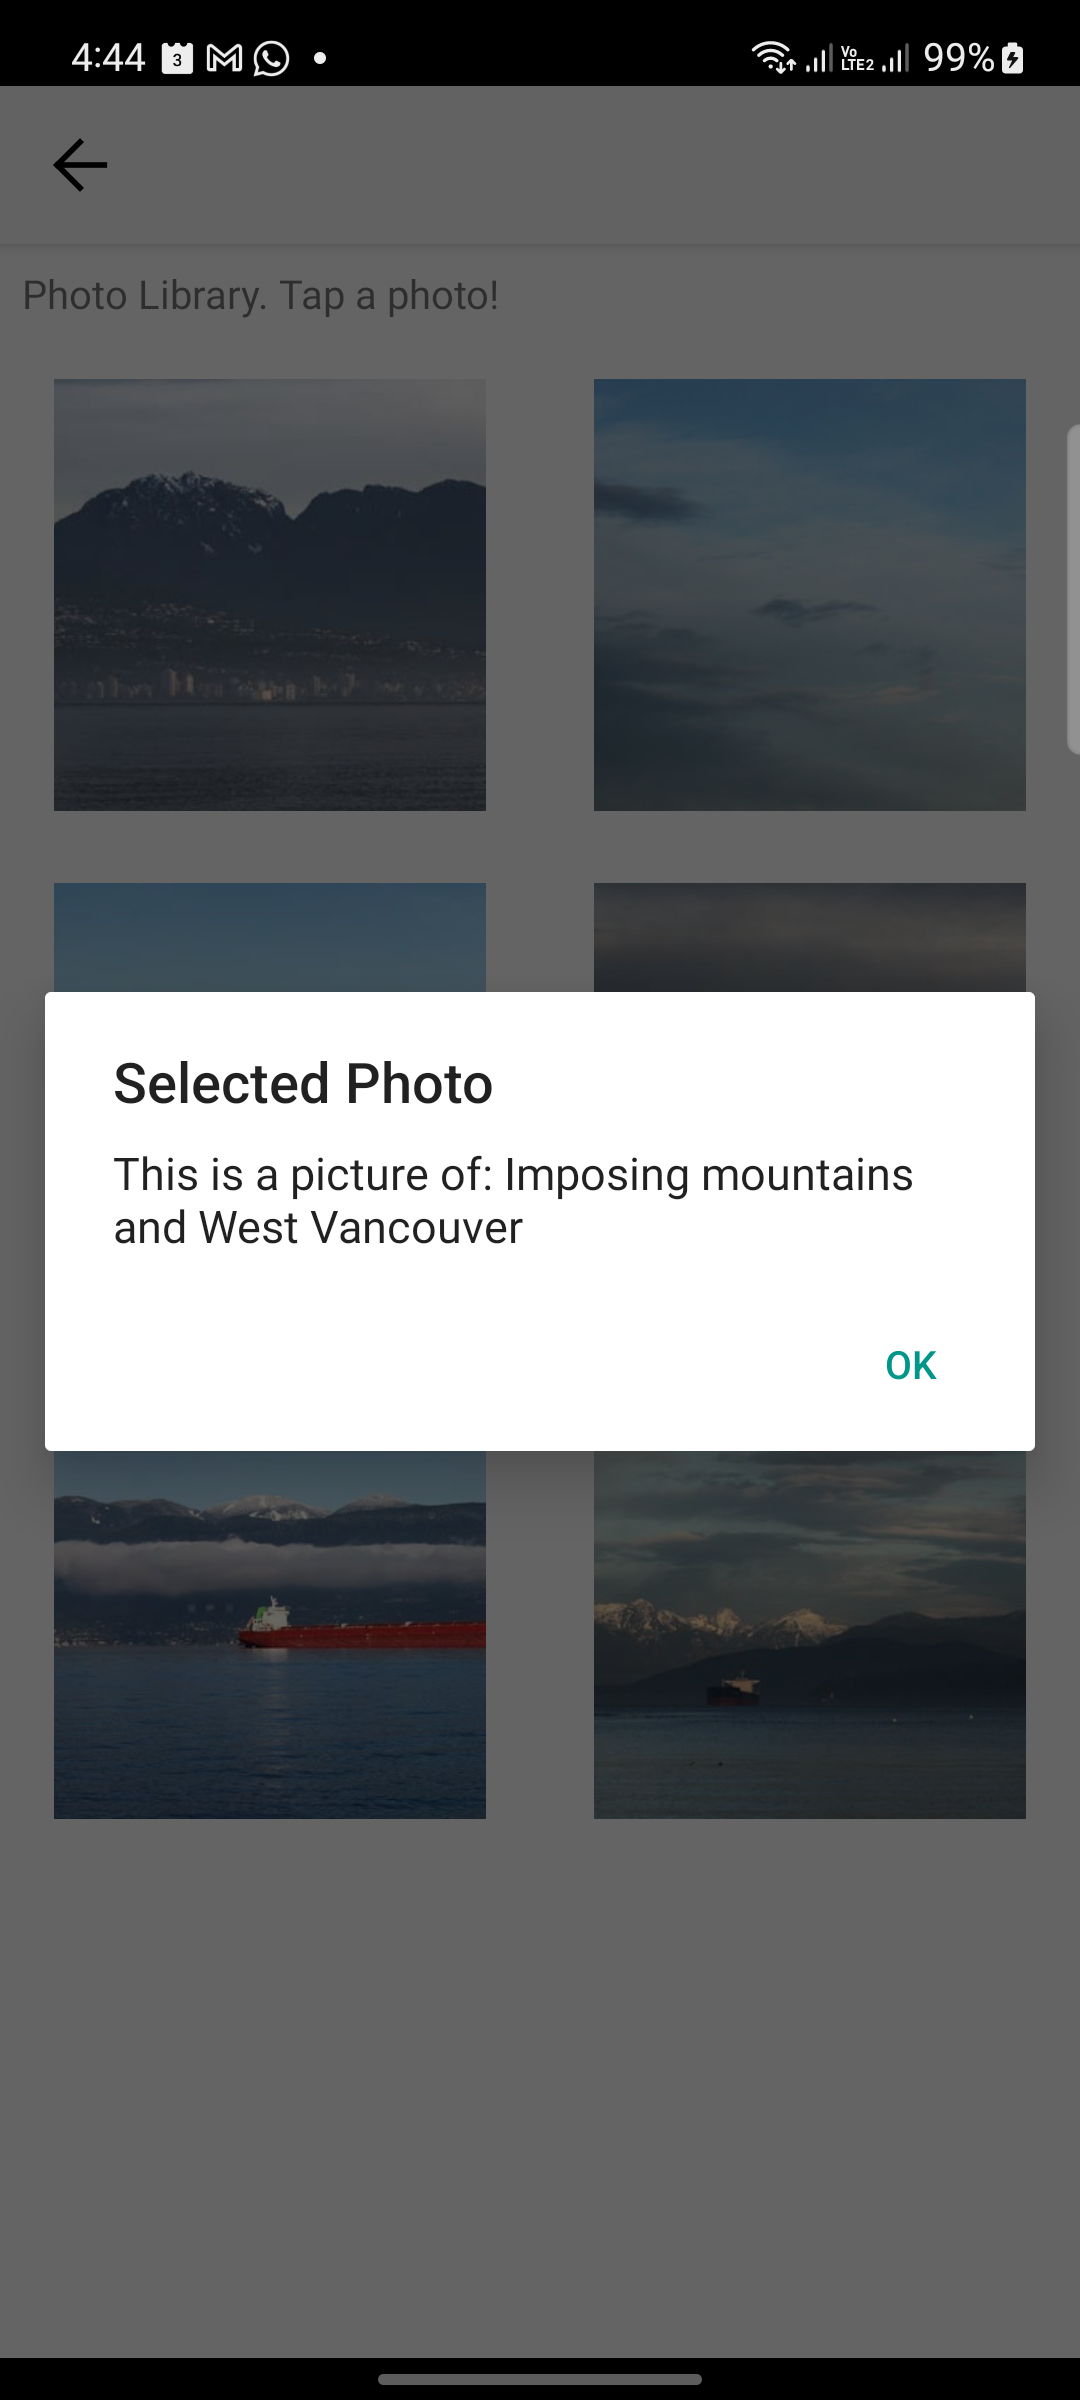 4:44 3 Vo LTE2 99%
Photo Library. Tap a photo!
Selected Photo
This is a picture of: Imposing mountains
and West Vancouver
OK